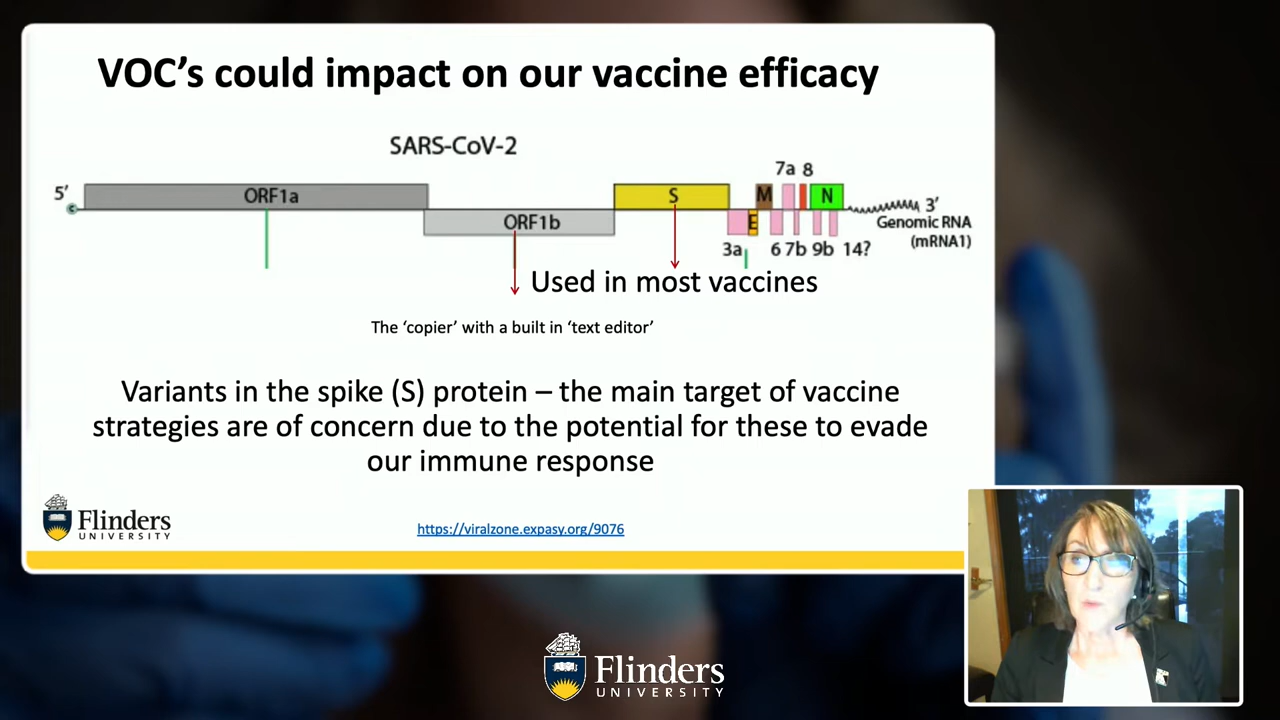 VOC's could impact on our vaccine efficacy
SARS-CoV-2
7a 8
5' ORF1a S M N 3'
ORF1b E Genomic RNA
(mRNA1)
3a 6 7b 9b 14?
Used in most vaccines
The 'copier' with a built in 'text editor'
Variants in the spike (S) protein – the main target of vaccine
strategies are of concern due to the potential for these to evade
our immune response
Flinders
UNIVERSITY
https://viralzone.expasy.org/9076
Flinders
UNIVERSITY